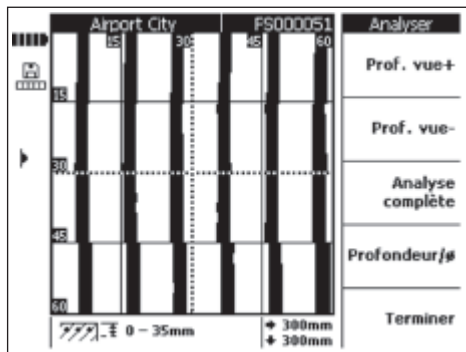 Airport City FS000051 Analyser
15 30 45 60
Prof. vue+
15
Prof. vue-
30
Analyse
complète
45
Profondeur/ø
60
Terminer
0 - 35mm
300mm
300mm